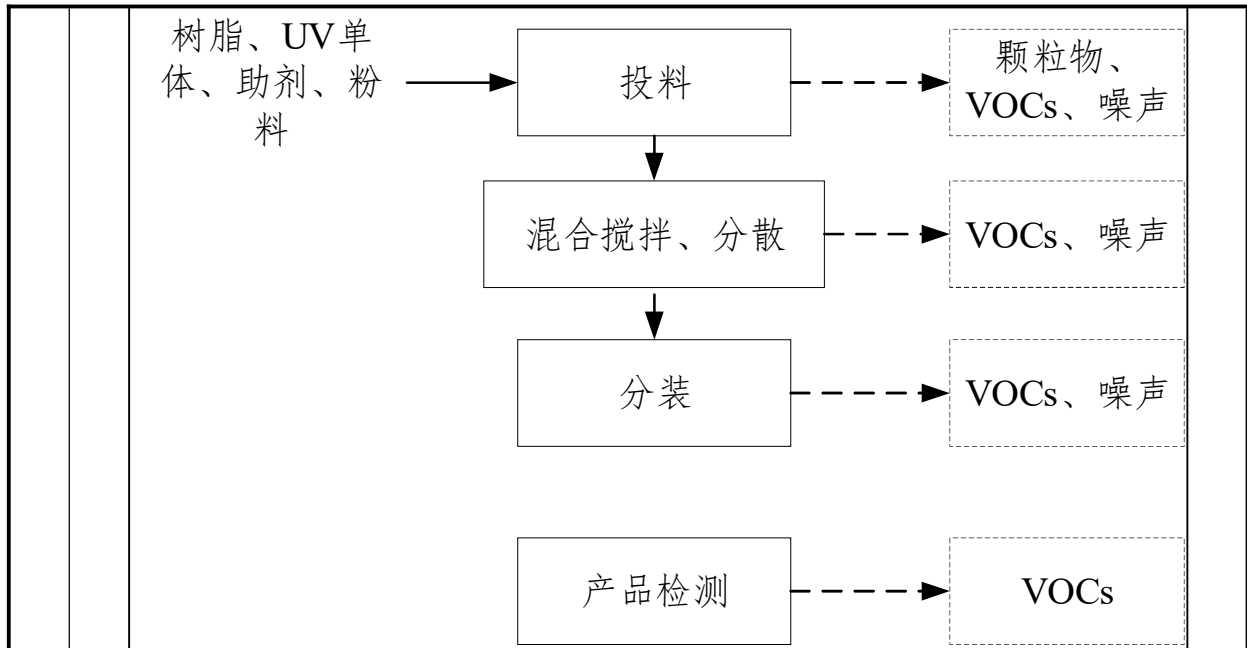 树脂、UV单
体、助剂、粉
料
投料
颗粒物、
VOCs、噪声
混合搅拌、分散
VOCs、噪声
分装
VOCs、噪声
产品检测
VOCs